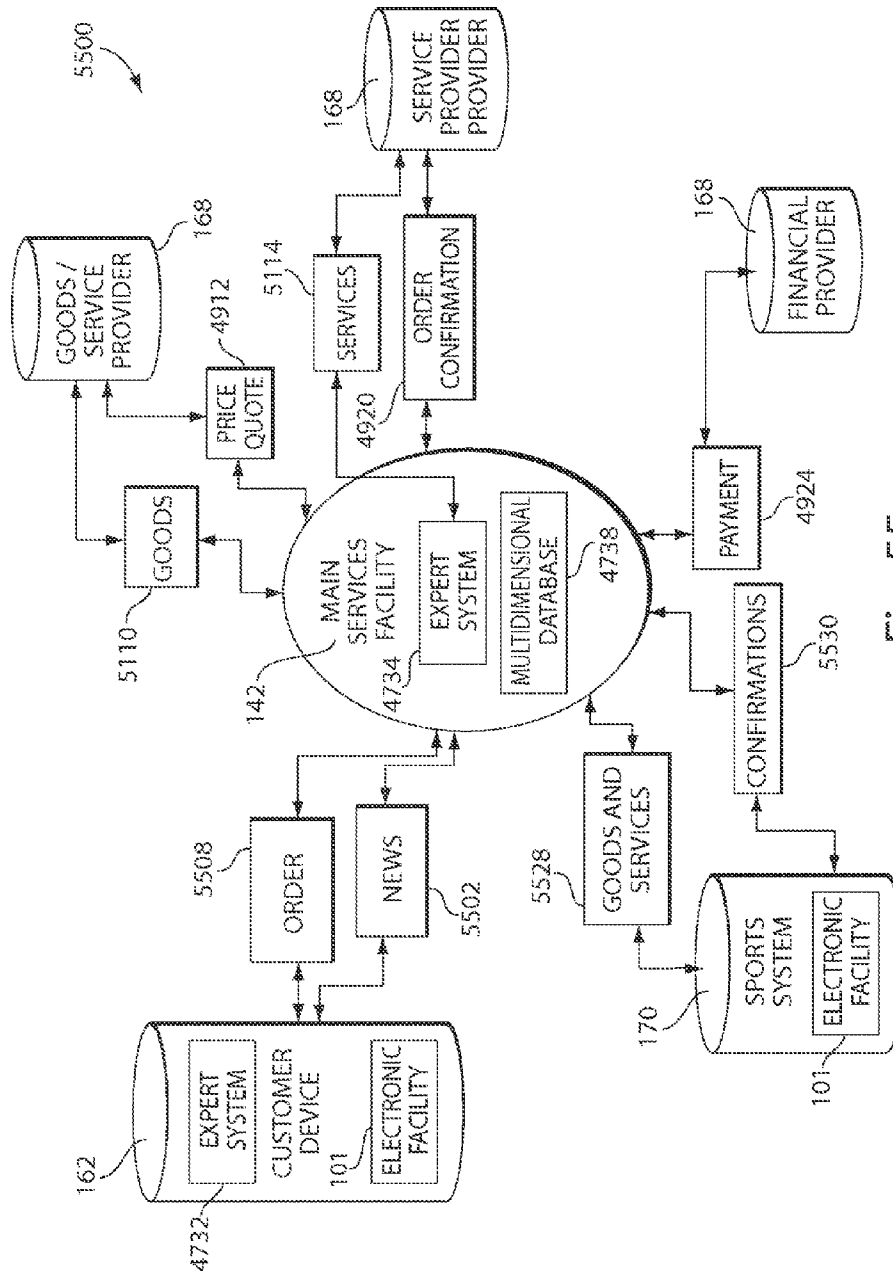 5500
GOODS /
SERVICE
PROVIDER
168
PRICE
QUOTE
4912
GOODS
5110
SERVICES
5114
ORDER
CONFIRMATION
4920
168
SERVICE
PROVIDER
PROVIDER
MAIN
SERVICES
FACILITY
142
EXPERT
SYSTEM
4734
MULTIDIMENSIONAL
DATABASE
4738
162
EXPERT
SYSTEM
4732
CUSTOMER
DEVICE
101
ELECTRONIC
FACILITY
5508
ORDER
NEWS
5502
5528
GOODS AND
SERVICES
170
SPORTS
SYSTEM
ELECTRONIC
FACILITY
101
CONFIRMATIONS
5530
PAYMENT
4924
168
FINANCIAL
PROVIDER